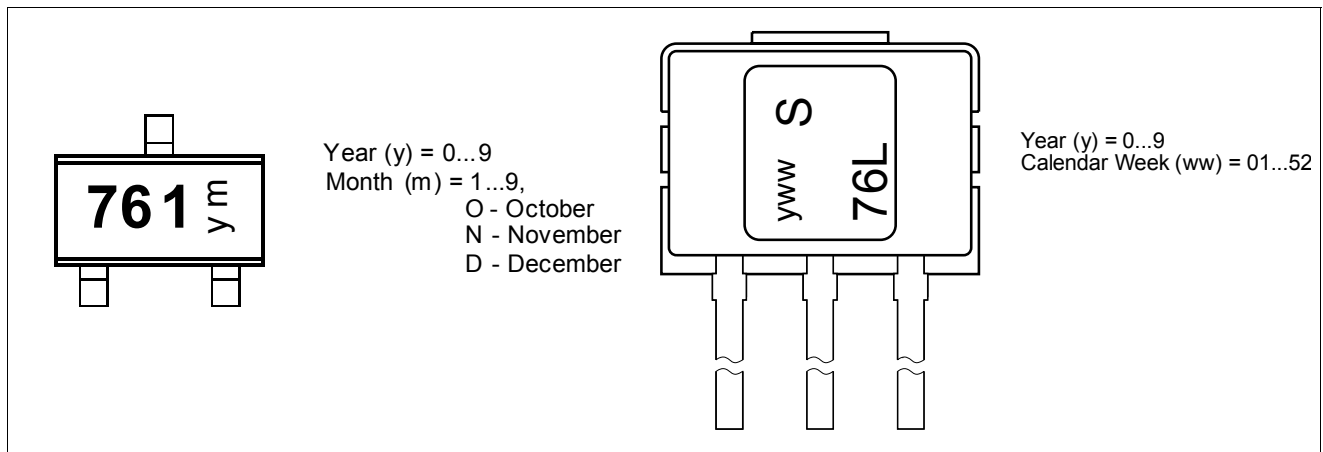 761 y m
Year (y) = 0...9
Month (m) = 1...9,
O - October
N - November
D - December
yww S
76L
Year (y) = 0...9
Calendar Week (ww) = 01...52